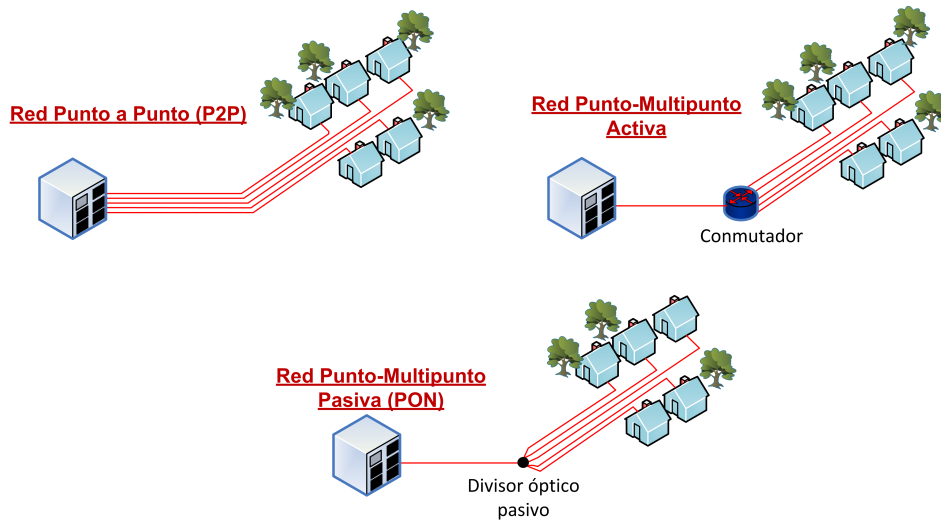 Red Punto a Punto (P2P)
Red Punto-Multipunto
Activa
Conmutador
Red Punto-Multipunto
Pasiva (PON)
Divisor óptico
pasivo